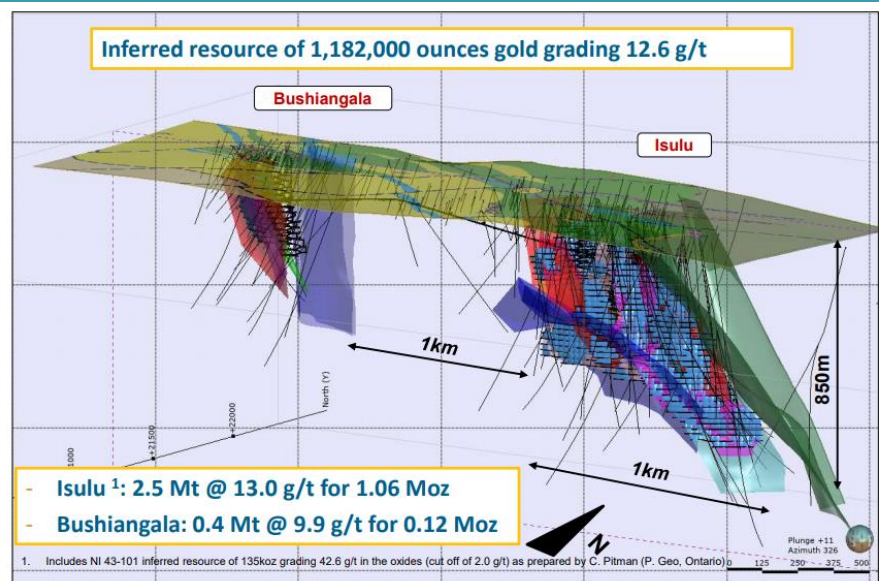 Inferred resource of 1,182,000 ounces gold grading 12.6 g/t
Bushiangala
Isulu
1km
850m
North (Y)
+22000
+21500
1000
1km
- Isulu ¹: 2.5 Mt @ 13.0 g/t for 1.06 Moz
- Bushiangala: 0.4 Mt @ 9.9 g/t for 0.12 Moz
N
Plunge +11
Azimuth 326
0 125 250 375 500
1. Includes NI 43-101 inferred resource of 135koz grading 42.6 g/t in the oxides (cut off of 2.0 g/t) as prepared by C. Pitman (P. Geo, Ontario)